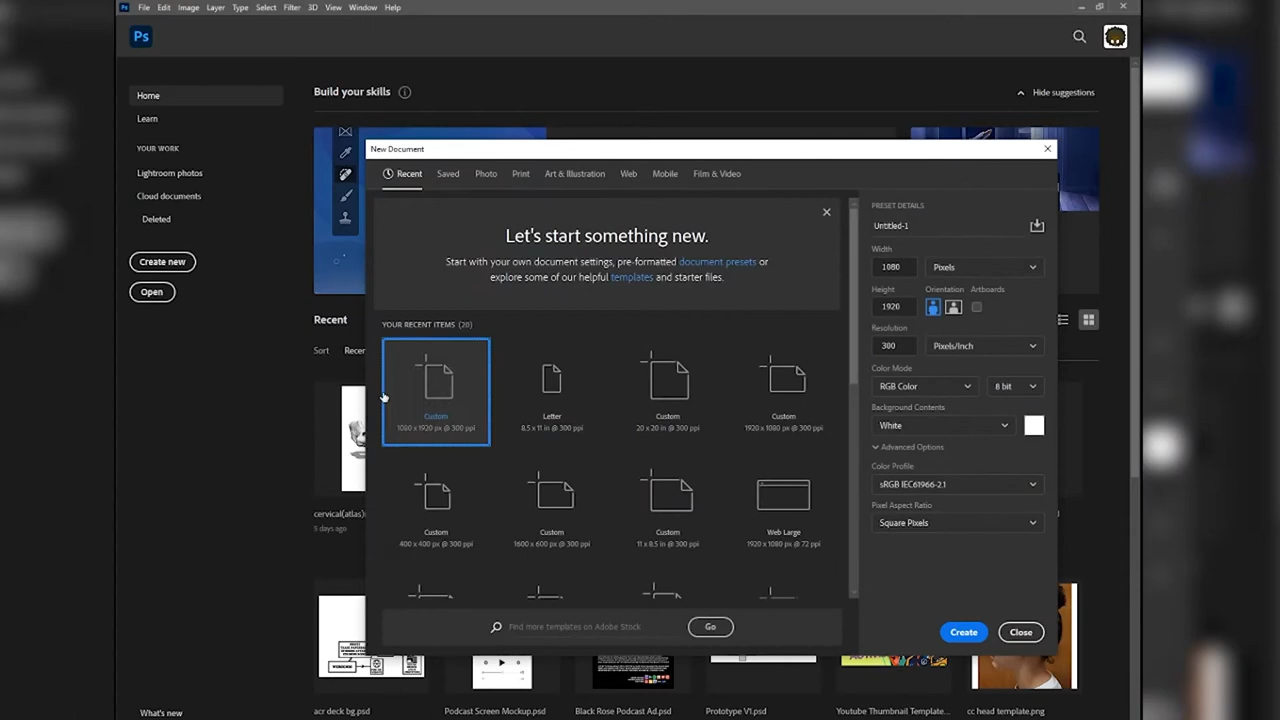 Ps File Edit Image Layer Type Select Filter 3D View Window Help
Ps
Home
Learn
YOUR WORK
Lightroom photos
Cloud documents
Deleted
Create new
Open
What's new
Build your skills
Hide suggestions
Recent
Sort Recen
cervical(atlas)
5 days ago
New Document
Recent Saved Photo Print Art & Illustration Web Mobile Film & Video
Let's start something new.
Start with your own document settings, pre-formatted document presets or
explore some of our helpful templates and starter files.
YOUR RECENT ITEMS (20)
Custom
1080 x 1920 px @ 300 ppi
Letter
8.5 x 11 in @ 300 ppi
Custom
20 x 20 in @ 300 ppi
Custom
1920 x 1080 px @ 300 ppi
Custom
400 x 400 px @ 300 ppi
Custom
1600 x 600 px @ 300 ppi
Custom
11 x 8.5 in @ 300 ppi
Web Large
1920 x 1080 px @ 72 ppi
Find more templates on Adobe Stock
Go
PRESET DETAILS
Untitled-1
Width
1080 Pixels
Height Orientation Artboards
1920
Resolution
300 Pixels/Inch
Color Mode
RGB Color 8 bit
Background Contents
White
Advanced Options
Color Profile
sRGB IEC61966-2.1
Pixel Aspect Ratio
Square Pixels
Create Close
acr deck bg.psd
Podcast Screen Mockup.psd
Black Rose Podcast Ad.psd
Prototype V1.psd
Youtube Thumbnail Template...
cc head template.png